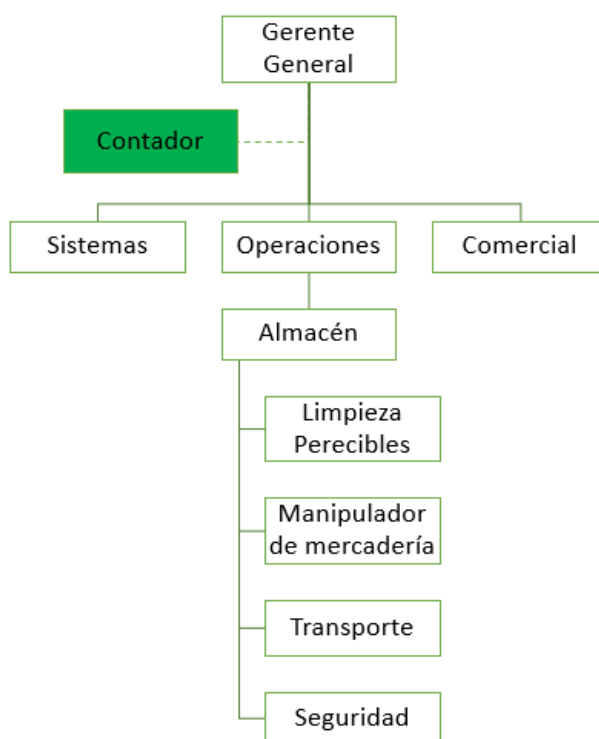 Gerente
General
Contador
Sistemas
Operaciones
Comercial
Almacén
Limpieza
Perecibles
Manipulador
de mercadería
Transporte
Seguridad